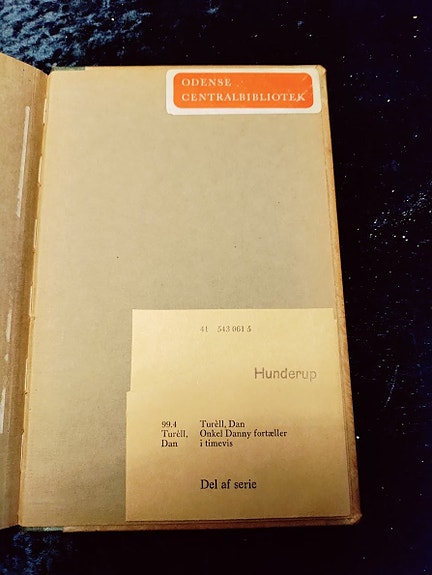 ODENSE
CENTRALBIBLIOTEK
41 543 061 5
Hunderup
99.4 Turèll, Dan
Turèll, Onkel Danny fortæller
Dan i timevis
Del af serie